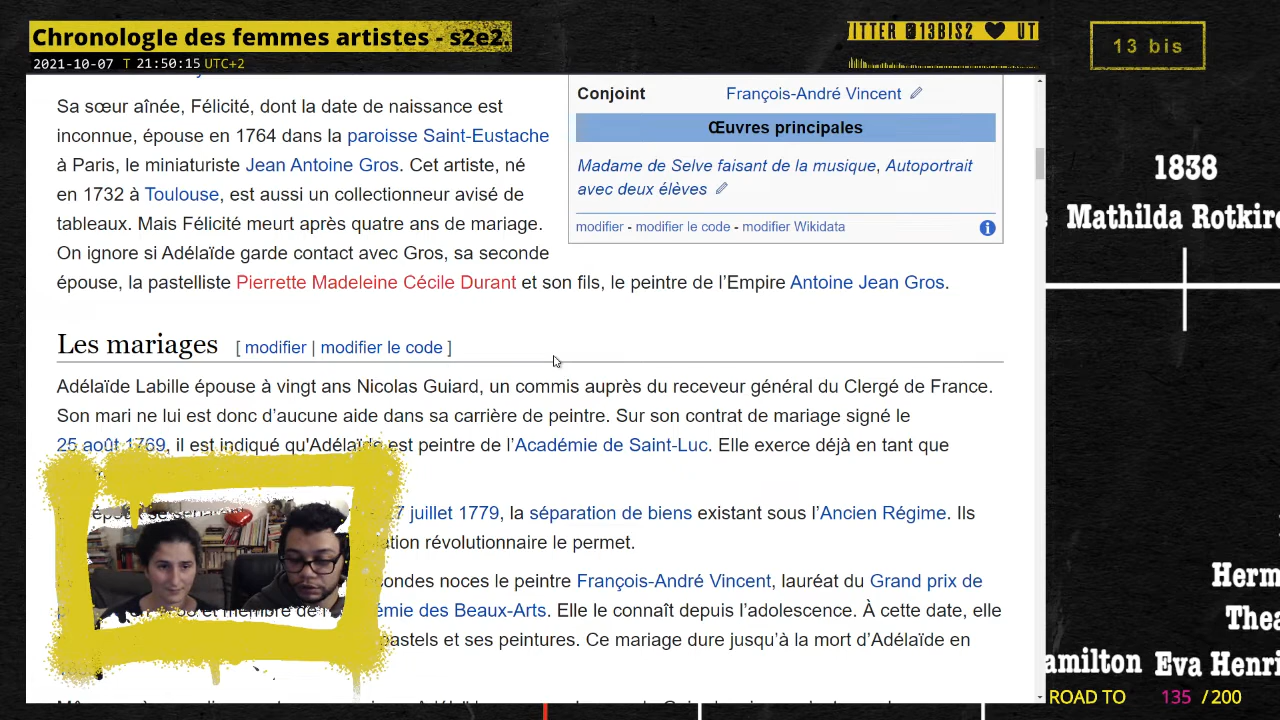 Chronologie des femmes artistes - s2e2
2021-10-07 T 21:50:15 UTC+2
ITTER @13BIS2 ♥ UT
13 bis
Sa sœur aînée, Félicité, dont la date de naissance est
inconnue, épouse en 1764 dans la paroisse Saint-Eustache
à Paris, le miniaturiste Jean Antoine Gros. Cet artiste, né
en 1732 à Toulouse, est aussi un collectionneur avisé de
tableaux. Mais Félicité meurt après quatre ans de mariage.
On ignore si Adélaïde garde contact avec Gros, sa seconde
épouse, la pastelliste Pierrette Madeleine Cécile Durant et son fils, le peintre de l’Empire Antoine Jean Gros.
Conjoint François-André Vincent
Œuvres principales
Madame de Selve faisant de la musique, Autoportrait
avec deux élèves
modifier - modifier le code - modifier Wikidata
Les mariages [ modifier | modifier le code ]
Adélaïde Labille épouse à vingt ans Nicolas Guiard, un commis auprès du receveur général du Clergé de France.
Son mari ne lui est donc d’aucune aide dans sa carrière de peintre. Sur son contrat de mariage signé le
25 août 1769, il est indiqué qu’Adélaïde est peintre de l’Académie de Saint-Luc. Elle exerce déjà en tant que
7 juillet 1779, la séparation de biens existant sous l’Ancien Régime. Ils
ation révolutionnaire le permet.
condes noces le peintre François-André Vincent, lauréat du Grand prix de
et membre de l’ émie des Beaux-Arts. Elle le connaît depuis l’adolescence. À cette date, elle
pastels et ses peintures. Ce mariage dure jusqu’à la mort d’Adélaïde en
1838
Mathilda Rotkir
Herm
Thea
amilton Eva Henri
ROAD TO 135 / 200